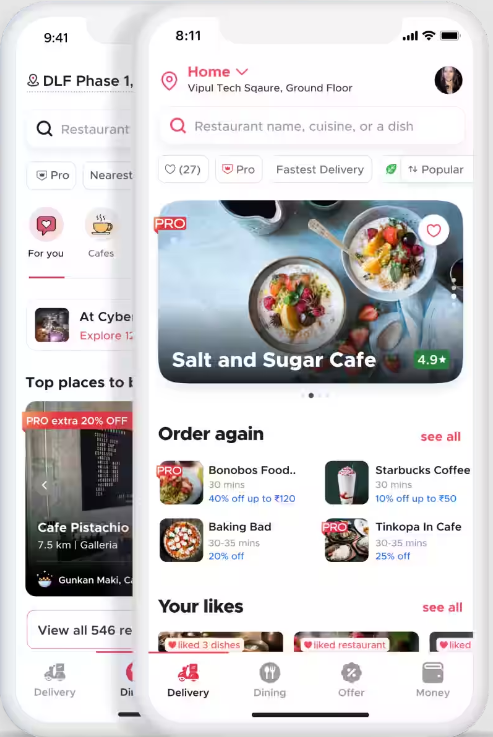 9:41
DLF Phase 1,
Restaurant
Pro
Nearest
For you
Cafes
At Cyber
Explore 12
Top places to b
PRO extra 20% OFF
Cafe Pistachio
7.5 km | Galleria
Gunkan Maki, Ca
View all 546 re
Delivery
Din
8:11
Home
Vipul Tech Sqaure, Ground Floor
Restaurant name, cuisine, or a dish
(27)
Pro
Fastest Delivery
Popular
PRO
Salt and Sugar Cafe
4.9★
Order again
see all
PRO
Bonobos Food..
30 mins
40% off up to ₹120
Starbucks Coffee
30 mins
10% off up to ₹50
Baking Bad
30-35 mins
20% off
PRO
Tinkopa In Cafe
30-35 mins
25% off
Your likes
see all
liked 3 dishes
liked restaurant
liked
Delivery
Dining
Offer
Money